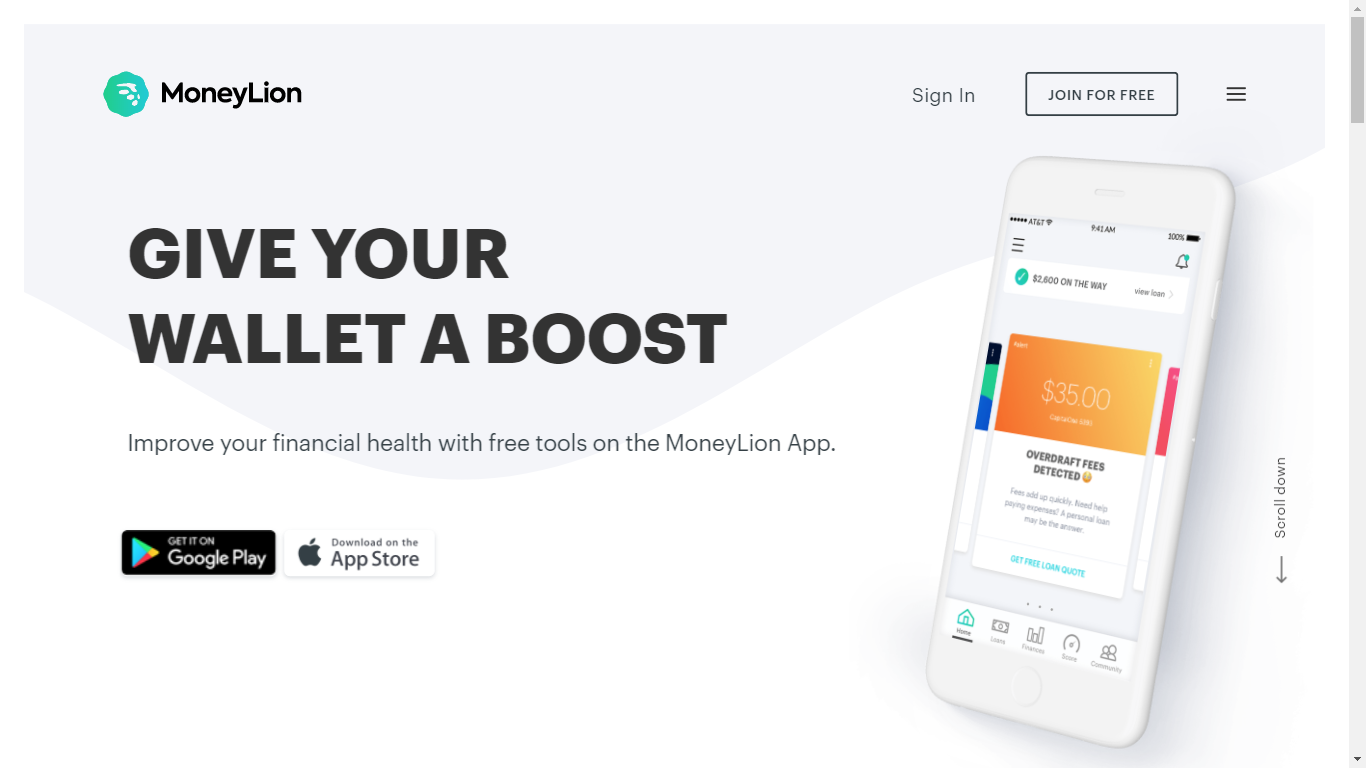 MoneyLion
Sign In
JOIN FOR FREE
GIVE YOUR
WALLET A BOOST
Improve your financial health with free tools on the MoneyLion App.
GET IT ON
Google Play
Download on the
App Store
AT&T
9:41 AM
100%
$2,600 ON THE WAY
view loan
$35.00
OVERDRAFT FEES
DETECTED
Fees add up quickly. Need help
paying expenses? A personal loan
may be the answer.
GET FREE LOAN QUOTE
Home
Loans
Finances
Score
Community
Scroll down